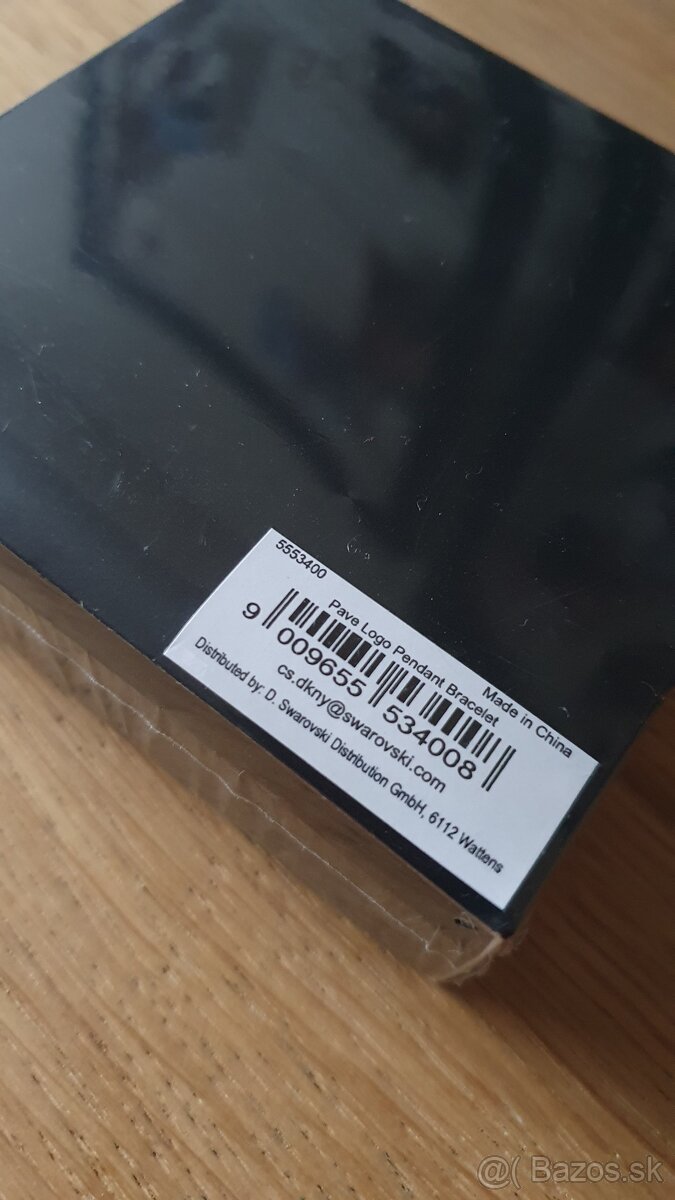 5553400
Made in China
Pave Logo Pendant Bracelet
9 009655 534008
cs.dkny@swarovski.com
Distributed by: D. Swarovski Distribution GmbH, 6112 Wattens
@( Bazos.sk